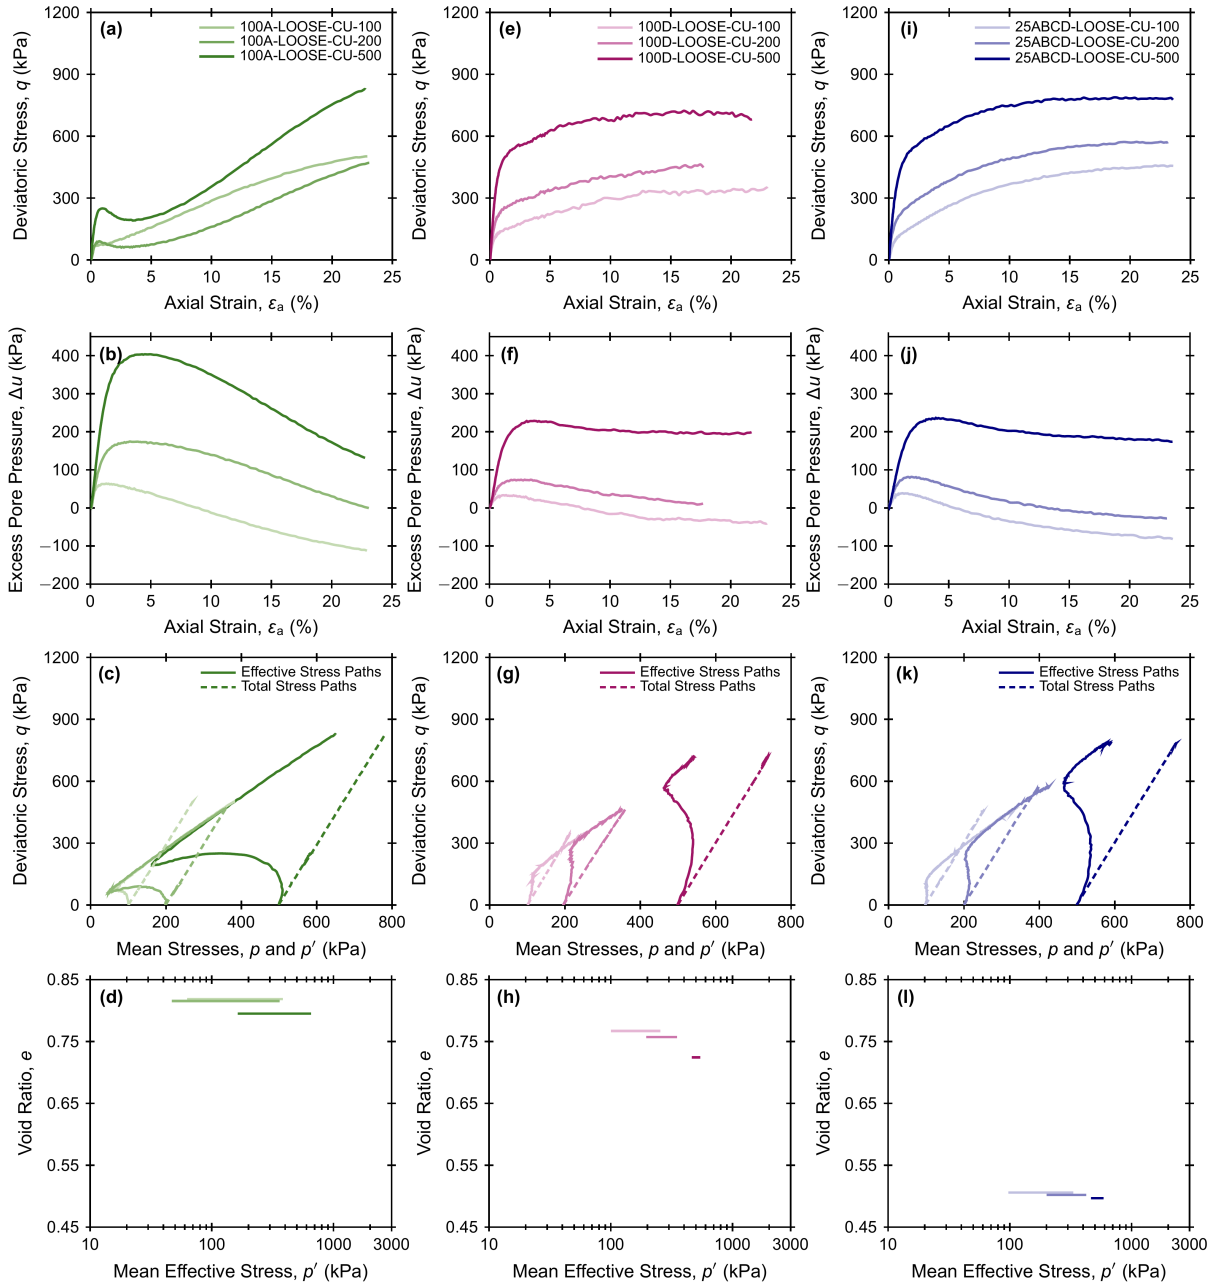 (a)
100A-LOOSE-CU-100
100A-LOOSE-CU-200
100A-LOOSE-CU-500
Deviatoric Stress, q (kPa)
1200
900
600
300
0
0 5 10 15 20 25
Axial Strain, εa (%)
(e)
100D-LOOSE-CU-100
100D-LOOSE-CU-200
100D-LOOSE-CU-500
Deviatoric Stress, q (kPa)
1200
900
600
300
0
0 5 10 15 20 25
Axial Strain, εa (%)
(i)
25ABCD-LOOSE-CU-100
25ABCD-LOOSE-CU-200
25ABCD-LOOSE-CU-500
Deviatoric Stress, q (kPa)
1200
900
600
300
0
0 5 10 15 20 25
Axial Strain, εa (%)
(b)
Excess Pore Pressure, Δu (kPa)
400
300
200
100
0
−100
−200
0 5 10 15 20 25
Axial Strain, εa (%)
(f)
Excess Pore Pressure, Δu (kPa)
400
300
200
100
0
−100
−200
0 5 10 15 20 25
Axial Strain, εa (%)
(j)
Excess Pore Pressure, Δu (kPa)
400
300
200
100
0
−100
−200
0 5 10 15 20 25
Axial Strain, εa (%)
(c)
Effective Stress Paths
Total Stress Paths
Deviatoric Stress, q (kPa)
1200
900
600
300
0
0 200 400 600 800
Mean Stresses, p and p′ (kPa)
(g)
Effective Stress Paths
Total Stress Paths
Deviatoric Stress, q (kPa)
1200
900
600
300
0
0 200 400 600 800
Mean Stresses, p and p′ (kPa)
(k)
Effective Stress Paths
Total Stress Paths
Deviatoric Stress, q (kPa)
1200
900
600
300
0
0 200 400 600 800
Mean Stresses, p and p′ (kPa)
(d)
Void Ratio, e
0.85
0.75
0.65
0.55
0.45
10 100 1000 3000
Mean Effective Stress, p′ (kPa)
(h)
Void Ratio, e
0.85
0.75
0.65
0.55
0.45
10 100 1000 3000
Mean Effective Stress, p′ (kPa)
(l)
Void Ratio, e
0.85
0.75
0.65
0.55
0.45
10 100 1000 3000
Mean Effective Stress, p′ (kPa)